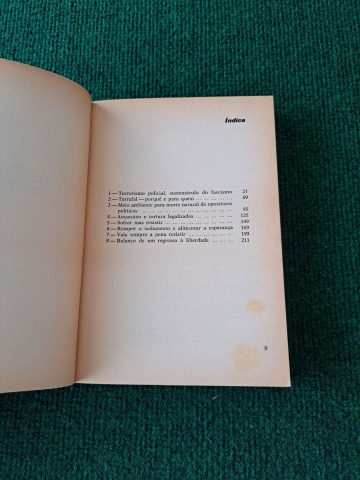 Índice
1 — Terrorismo policial, sustentáculo do fascismo 21
2 — Tarrafal — porquê e para quem ... ... ... ... ... 69
3 — Meio ambiente para morte natural de opositores
políticos ... ... ... ... ... ... ... ... ... ... 95
4 — Assassínio e tortura legalizados ... ... ... ... 125
5 — Sofrer mas resistir ... ... ... ... ... ... ... 149
6 — Romper o isolamento e alimentar a esperança 169
7 — Vale sempre a pena resistir ... ... ... ... ... 199
8 — Balanço de um regresso à liberdade ... ... ... 211
9